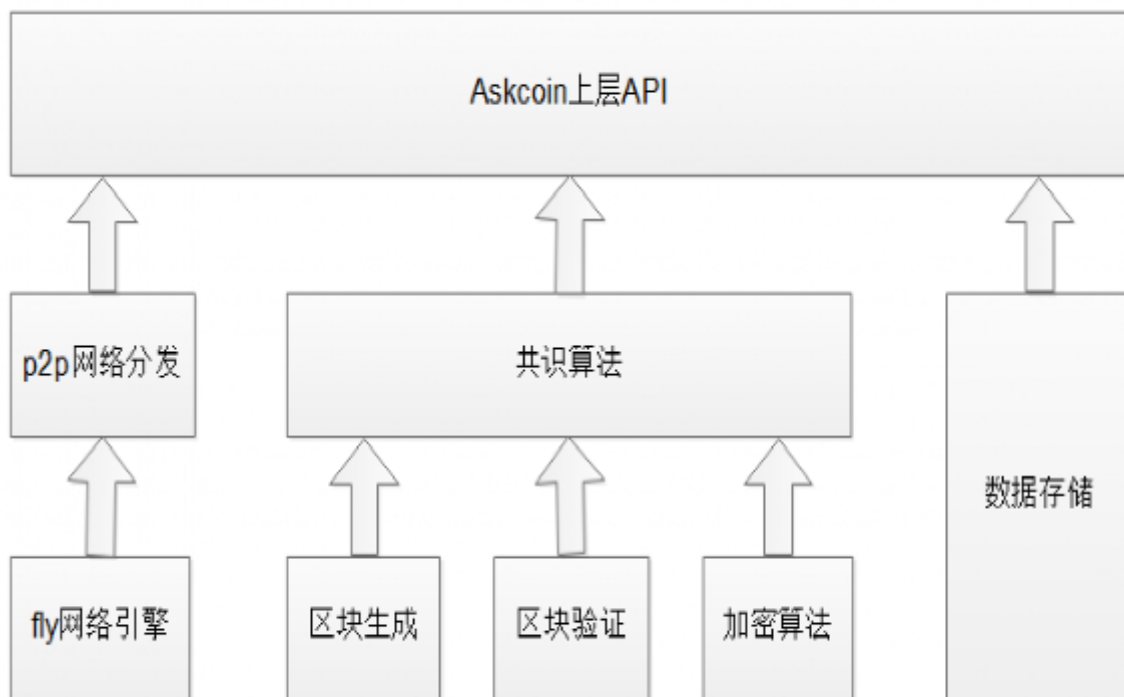 Askcoin上层API
p2p网络分发
共识算法
数据存储
fly网络引擎
区块生成
区块验证
加密算法